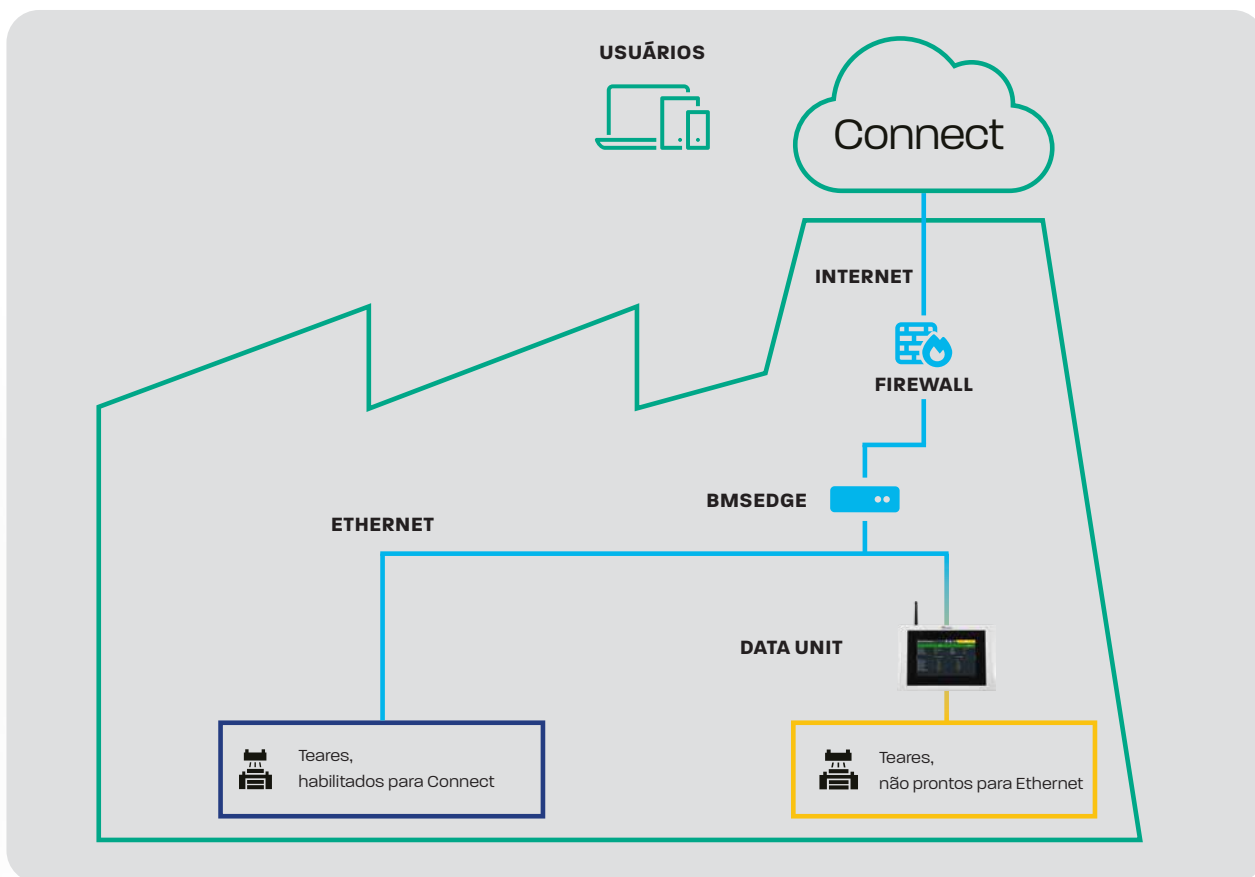 USUÁRIOS
Connect
INTERNET
FIREWALL
BMSEDGE
ETHERNET
DATA UNIT
Teares,
habilitados para Connect
Teares,
não prontos para Ethernet